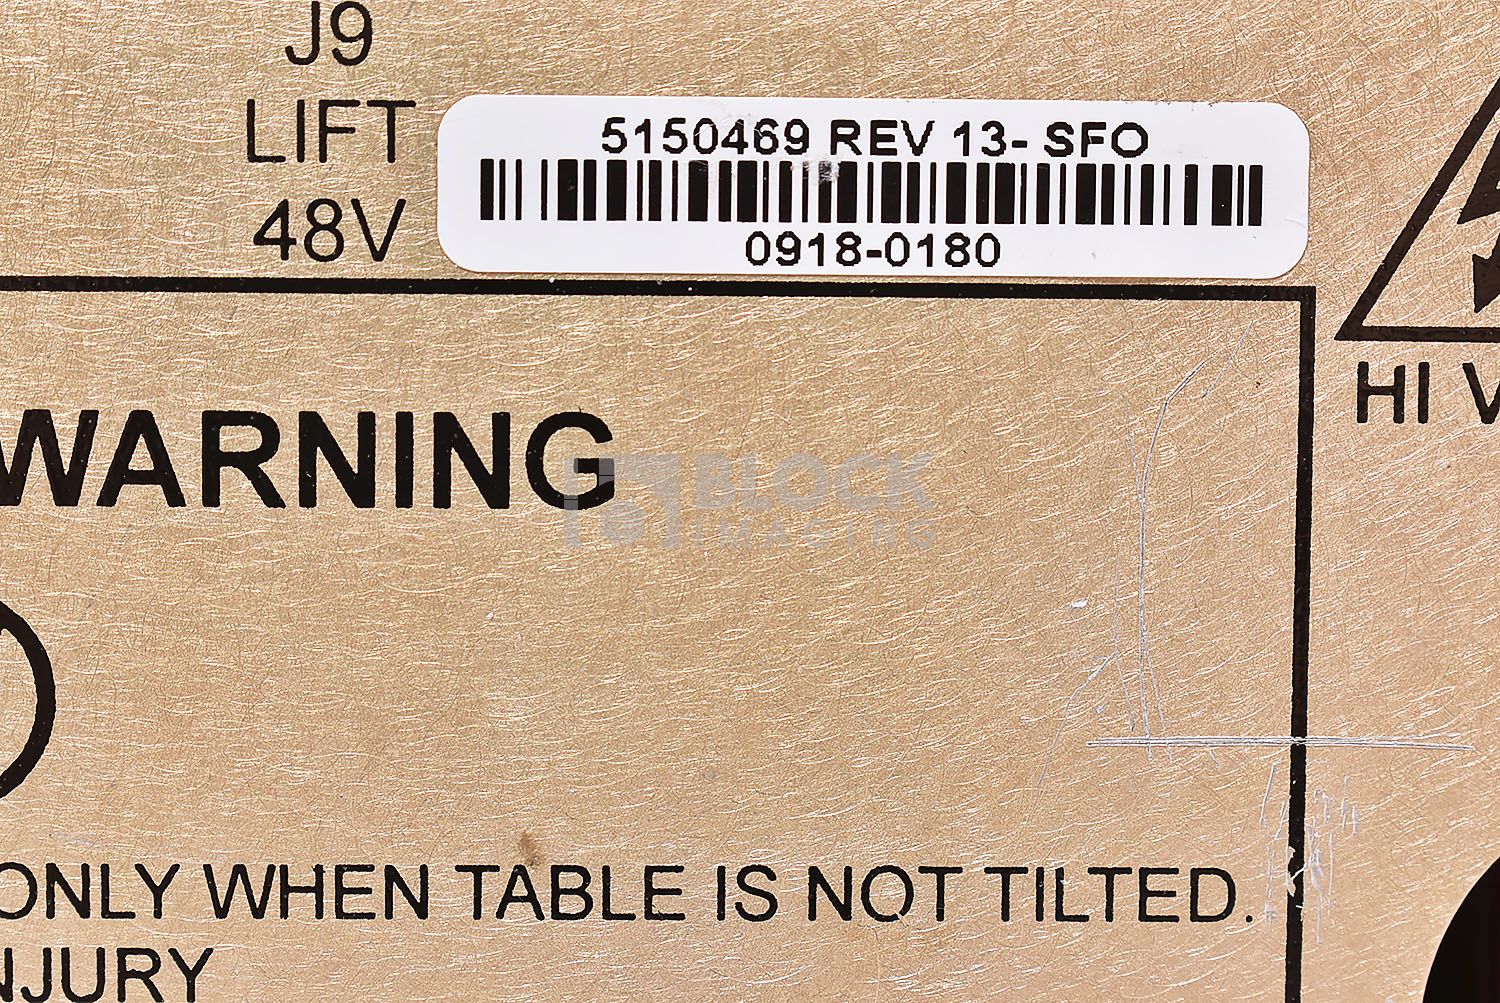 J9
LIFT
48V
5150469 REV 13- SFO
0918-0180
HI V
WARNING
BLOCK
IMAGING
ONLY WHEN TABLE IS NOT TILTED.
NJURY